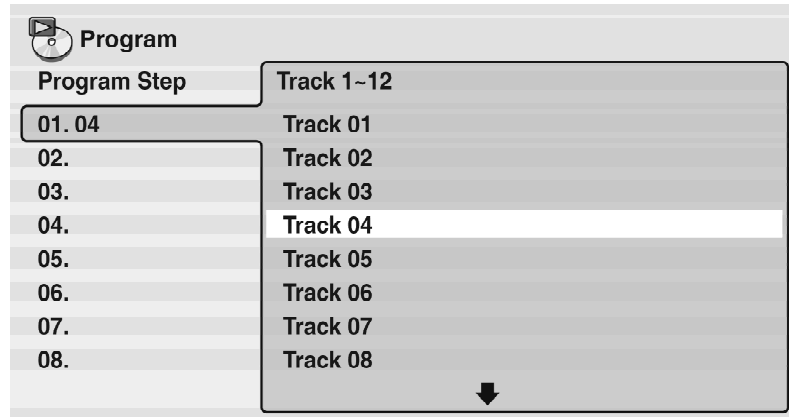 Program
Program Step
01. 04
02.
03.
04.
05.
06.
07.
08.
Track 1~12
Track 01
Track 02
Track 03
Track 04
Track 05
Track 06
Track 07
Track 08